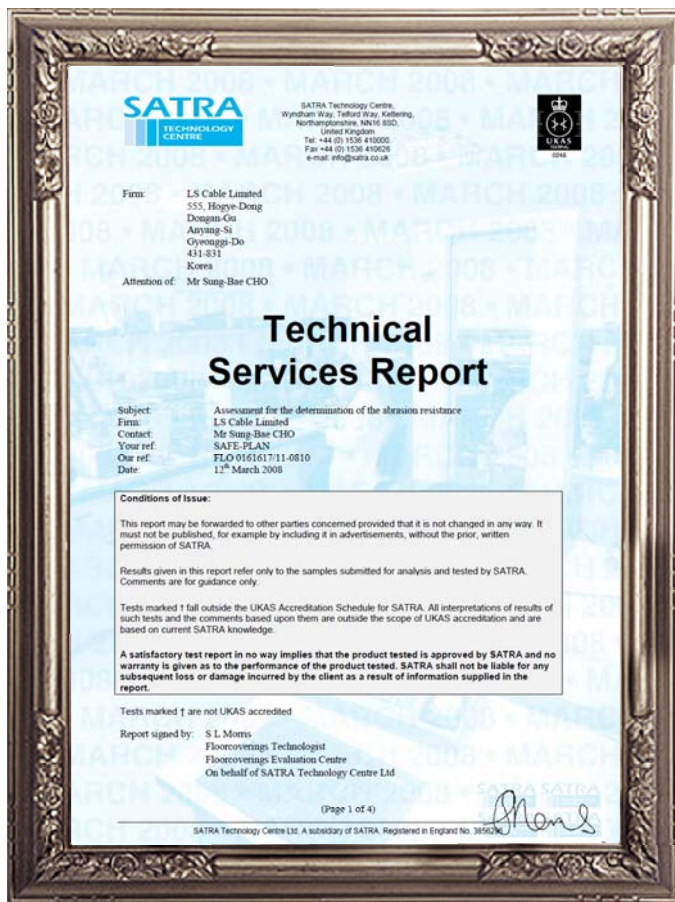 SATRA
TECHNOLOGY
CENTRE
SATRA Technology Centre,
Wyndham Way, Telford Way, Kettering,
Northamptonshire, NN16 8SD,
United Kingdom
Tel: +44 (0) 1536 410000
Fax +44 (0) 1536 410626
e-mail: info@satra.co.uk
UKAS
TESTING
0248
Firm: LS Cable Limited
555, Hogye-Dong
Dongan-Gu
Anyang-Si
Gyeonggi-Do
431-831
Korea
Attention of: Mr Sung-Bae CHO
Technical
Services Report
Subject: Assessment for the determination of the abrasion resistance
Firm: LS Cable Limited
Contact: Mr Sung-Bae CHO
Your ref: SAFE-PLAN
Our ref: FLO 0161617/11-0810
Date: 12th March 2008
Conditions of Issue:
This report may be forwarded to other parties concerned provided that it is not changed in any way. It
must not be published, for example by including it in advertisements, without the prior, written
permission of SATRA.
Results given in this report refer only to the samples submitted for analysis and tested by SATRA.
Comments are for guidance only.
Tests marked † fall outside the UKAS Accreditation Schedule for SATRA. All interpretations of results of
such tests and the comments based upon them are outside the scope of UKAS accreditation and are
based on current SATRA knowledge.
A satisfactory test report in no way implies that the product tested is approved by SATRA and no
warranty is given as to the performance of the product tested. SATRA shall not be liable for any
subsequent loss or damage incurred by the client as a result of information supplied in the
report.
Tests marked † are not UKAS accredited
Report signed by: S L Morris
Floorcoverings Technologist
Floorcoverings Evaluation Centre
On behalf of SATRA Technology Centre Ltd
SATRA SATRA
(Page 1 of 4)
SATRA Technology Centre Ltd. A subsidiary of SATRA. Registered in England No. 3856296